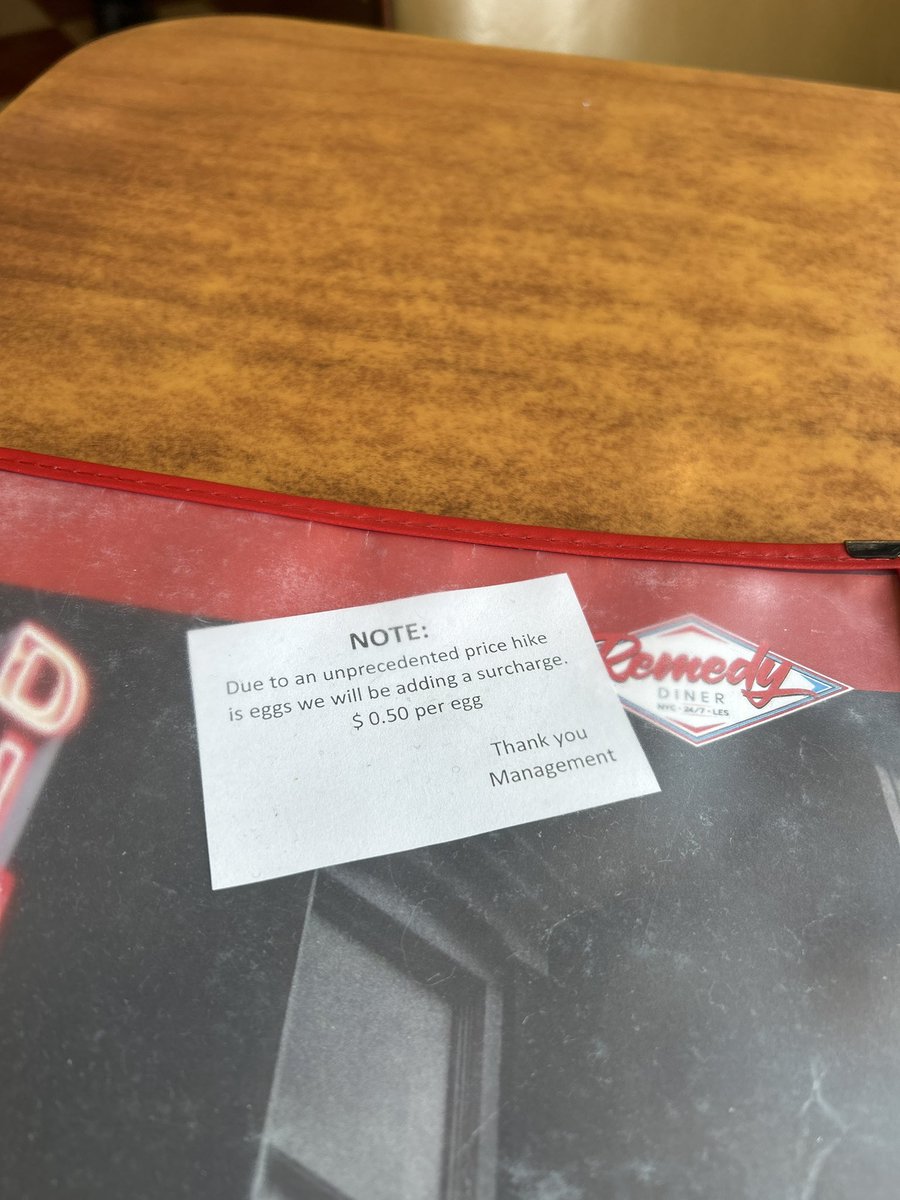 NOTE:
Due to an unprecedented price hike
is eggs we will be adding a surcharge.
$ 0.50 per egg
Thank you
Management
Remedy
DINER
NYC • 24/7 • LES
D